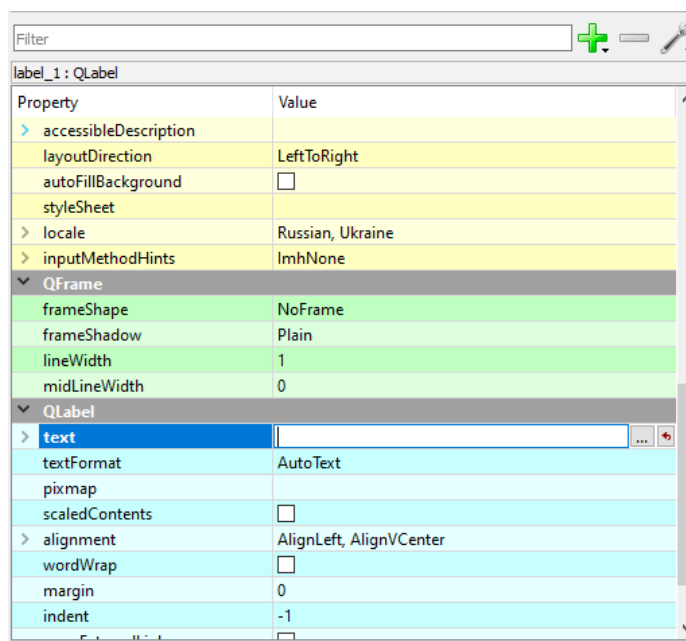 Filter
label_1 : QLabel
Property Value
accessibleDescription
layoutDirection LeftToRight
autoFillBackground
styleSheet
locale Russian, Ukraine
inputMethodHints ImhNone
QFrame
frameShape NoFrame
frameShadow Plain
lineWidth 1
midLineWidth 0
QLabel
text ...
textFormat AutoText
pixmap
scaledContents
alignment AlignLeft, AlignVCenter
wordWrap
margin 0
indent -1